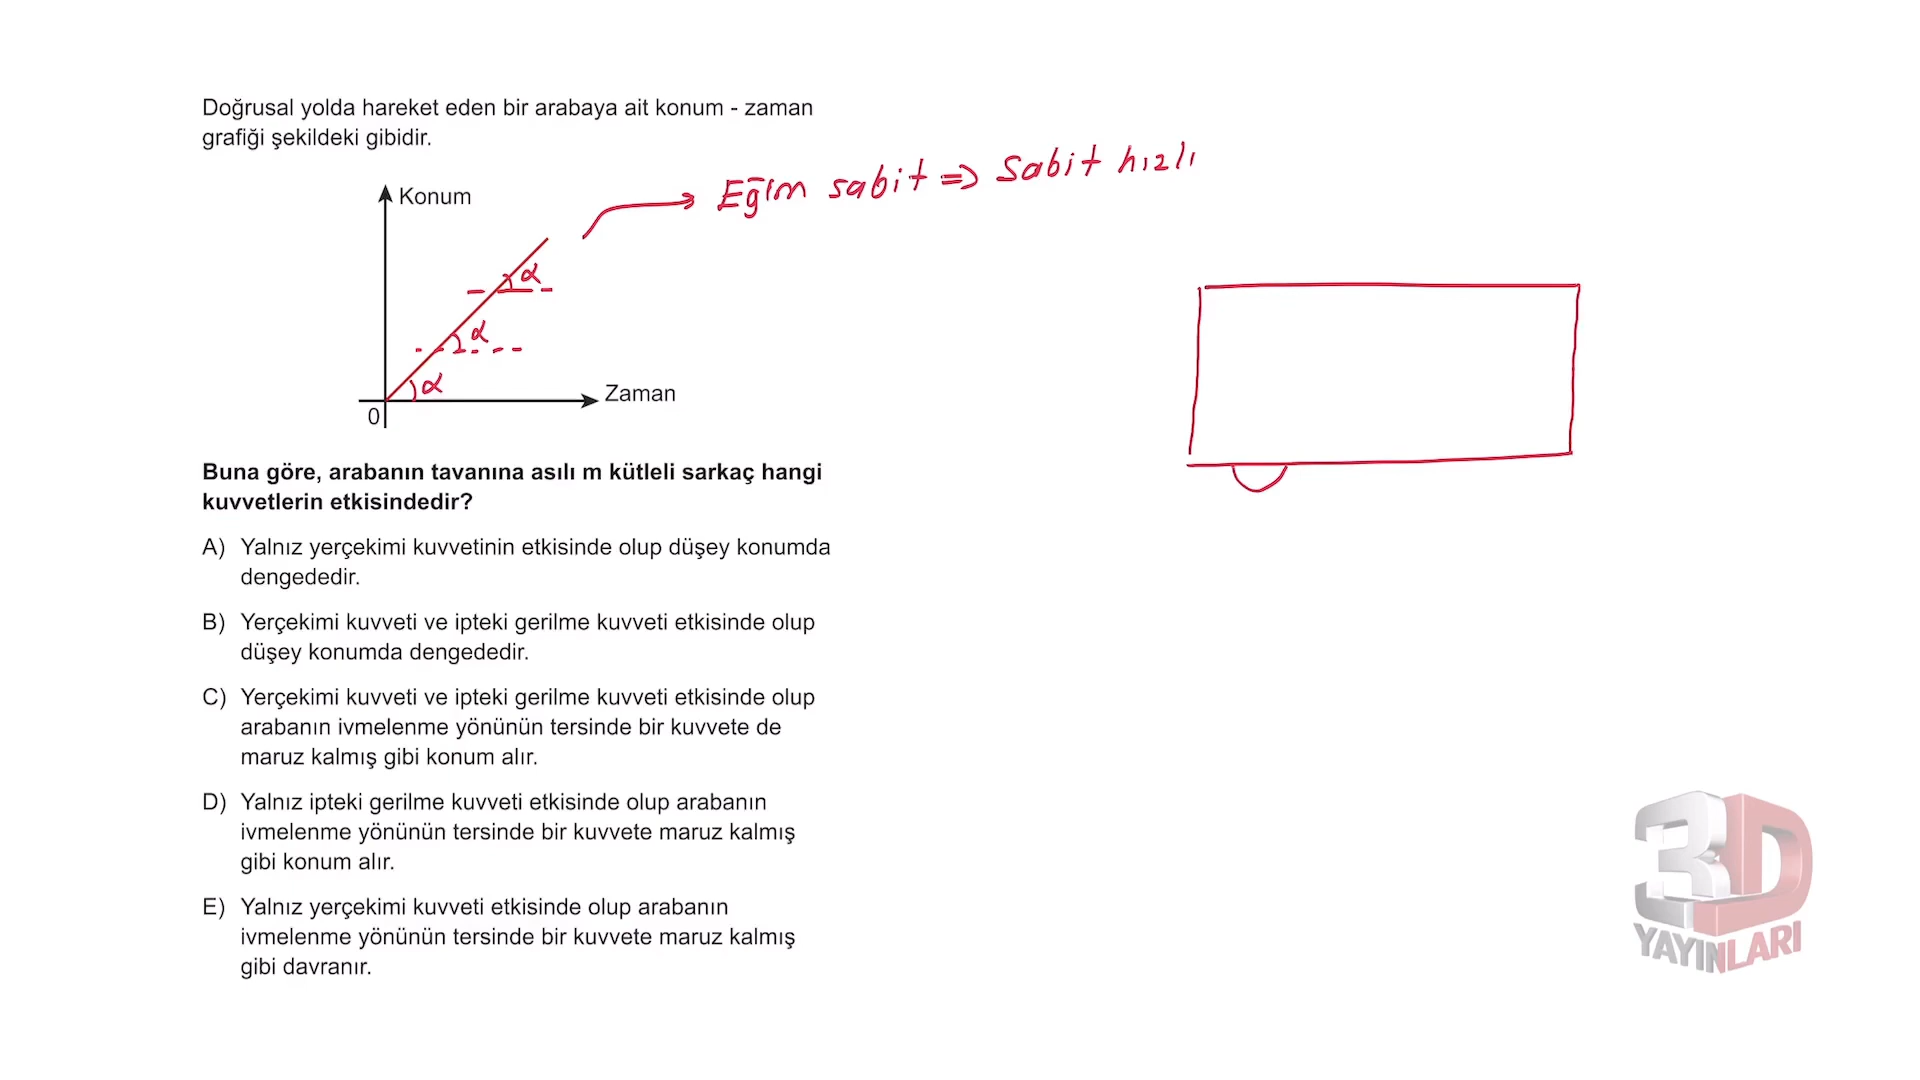 Doğrusal yolda hareket eden bir arabaya ait konum - zaman
grafiği şekildeki gibidir.
Konum
Eğim sabit => Sabit hızlı
α
α
α
Zaman
0
Buna göre, arabanın tavanına asılı m kütleli sarkaç hangi
kuvvetlerin etkisindedir?
A) Yalnız yerçekimi kuvvetinin etkisinde olup düşey konumda
dengededir.
B) Yerçekimi kuvveti ve ipteki gerilme kuvveti etkisinde olup
düşey konumda dengededir.
C) Yerçekimi kuvveti ve ipteki gerilme kuvveti etkisinde olup
arabanın ivmelenme yönünün tersinde bir kuvvete de
maruz kalmış gibi konum alır.
D) Yalnız ipteki gerilme kuvveti etkisinde olup arabanın
ivmelenme yönünün tersinde bir kuvvete maruz kalmış
gibi konum alır.
E) Yalnız yerçekimi kuvveti etkisinde olup arabanın
ivmelenme yönünün tersinde bir kuvvete maruz kalmış
gibi davranır.
3D
YAYINLARI